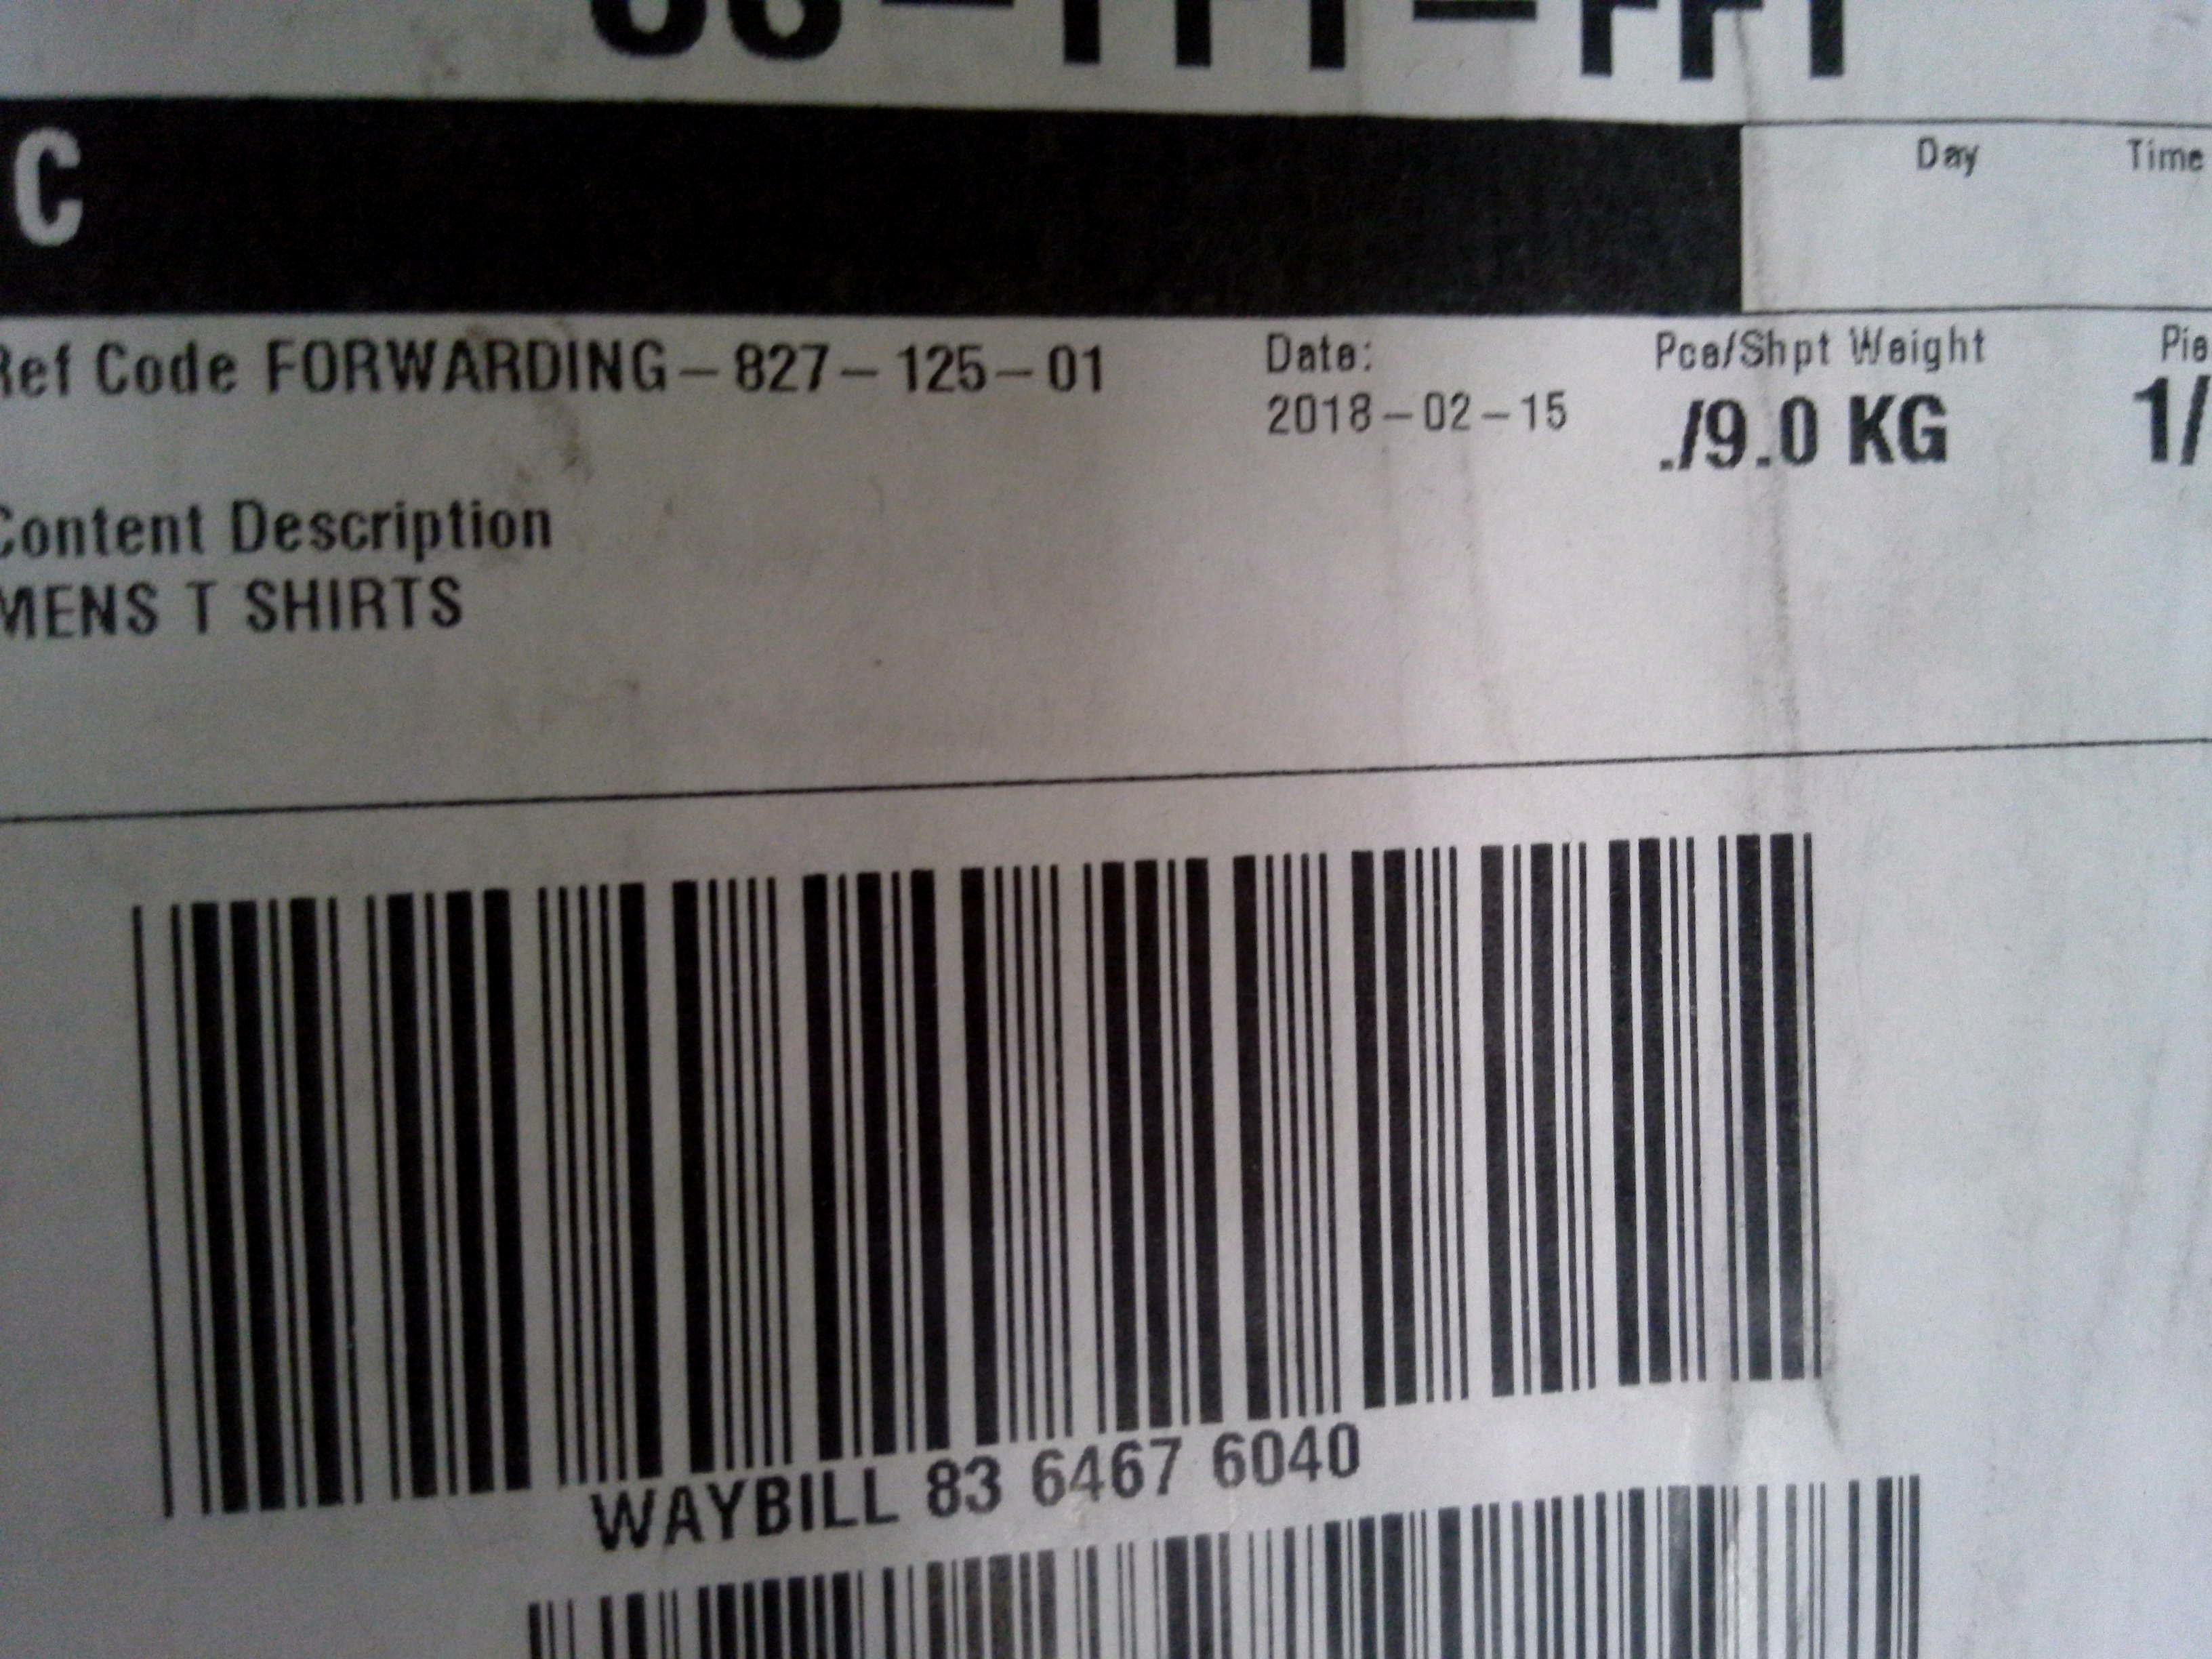 C
Day Time
Ref Code FORWARDING-827-125-01
Date:
2018-02-15
Pce/Shpt Weight
./9.0 KG
1/
Content Description
MENS T SHIRTS
WAYBILL 83 6467 6040